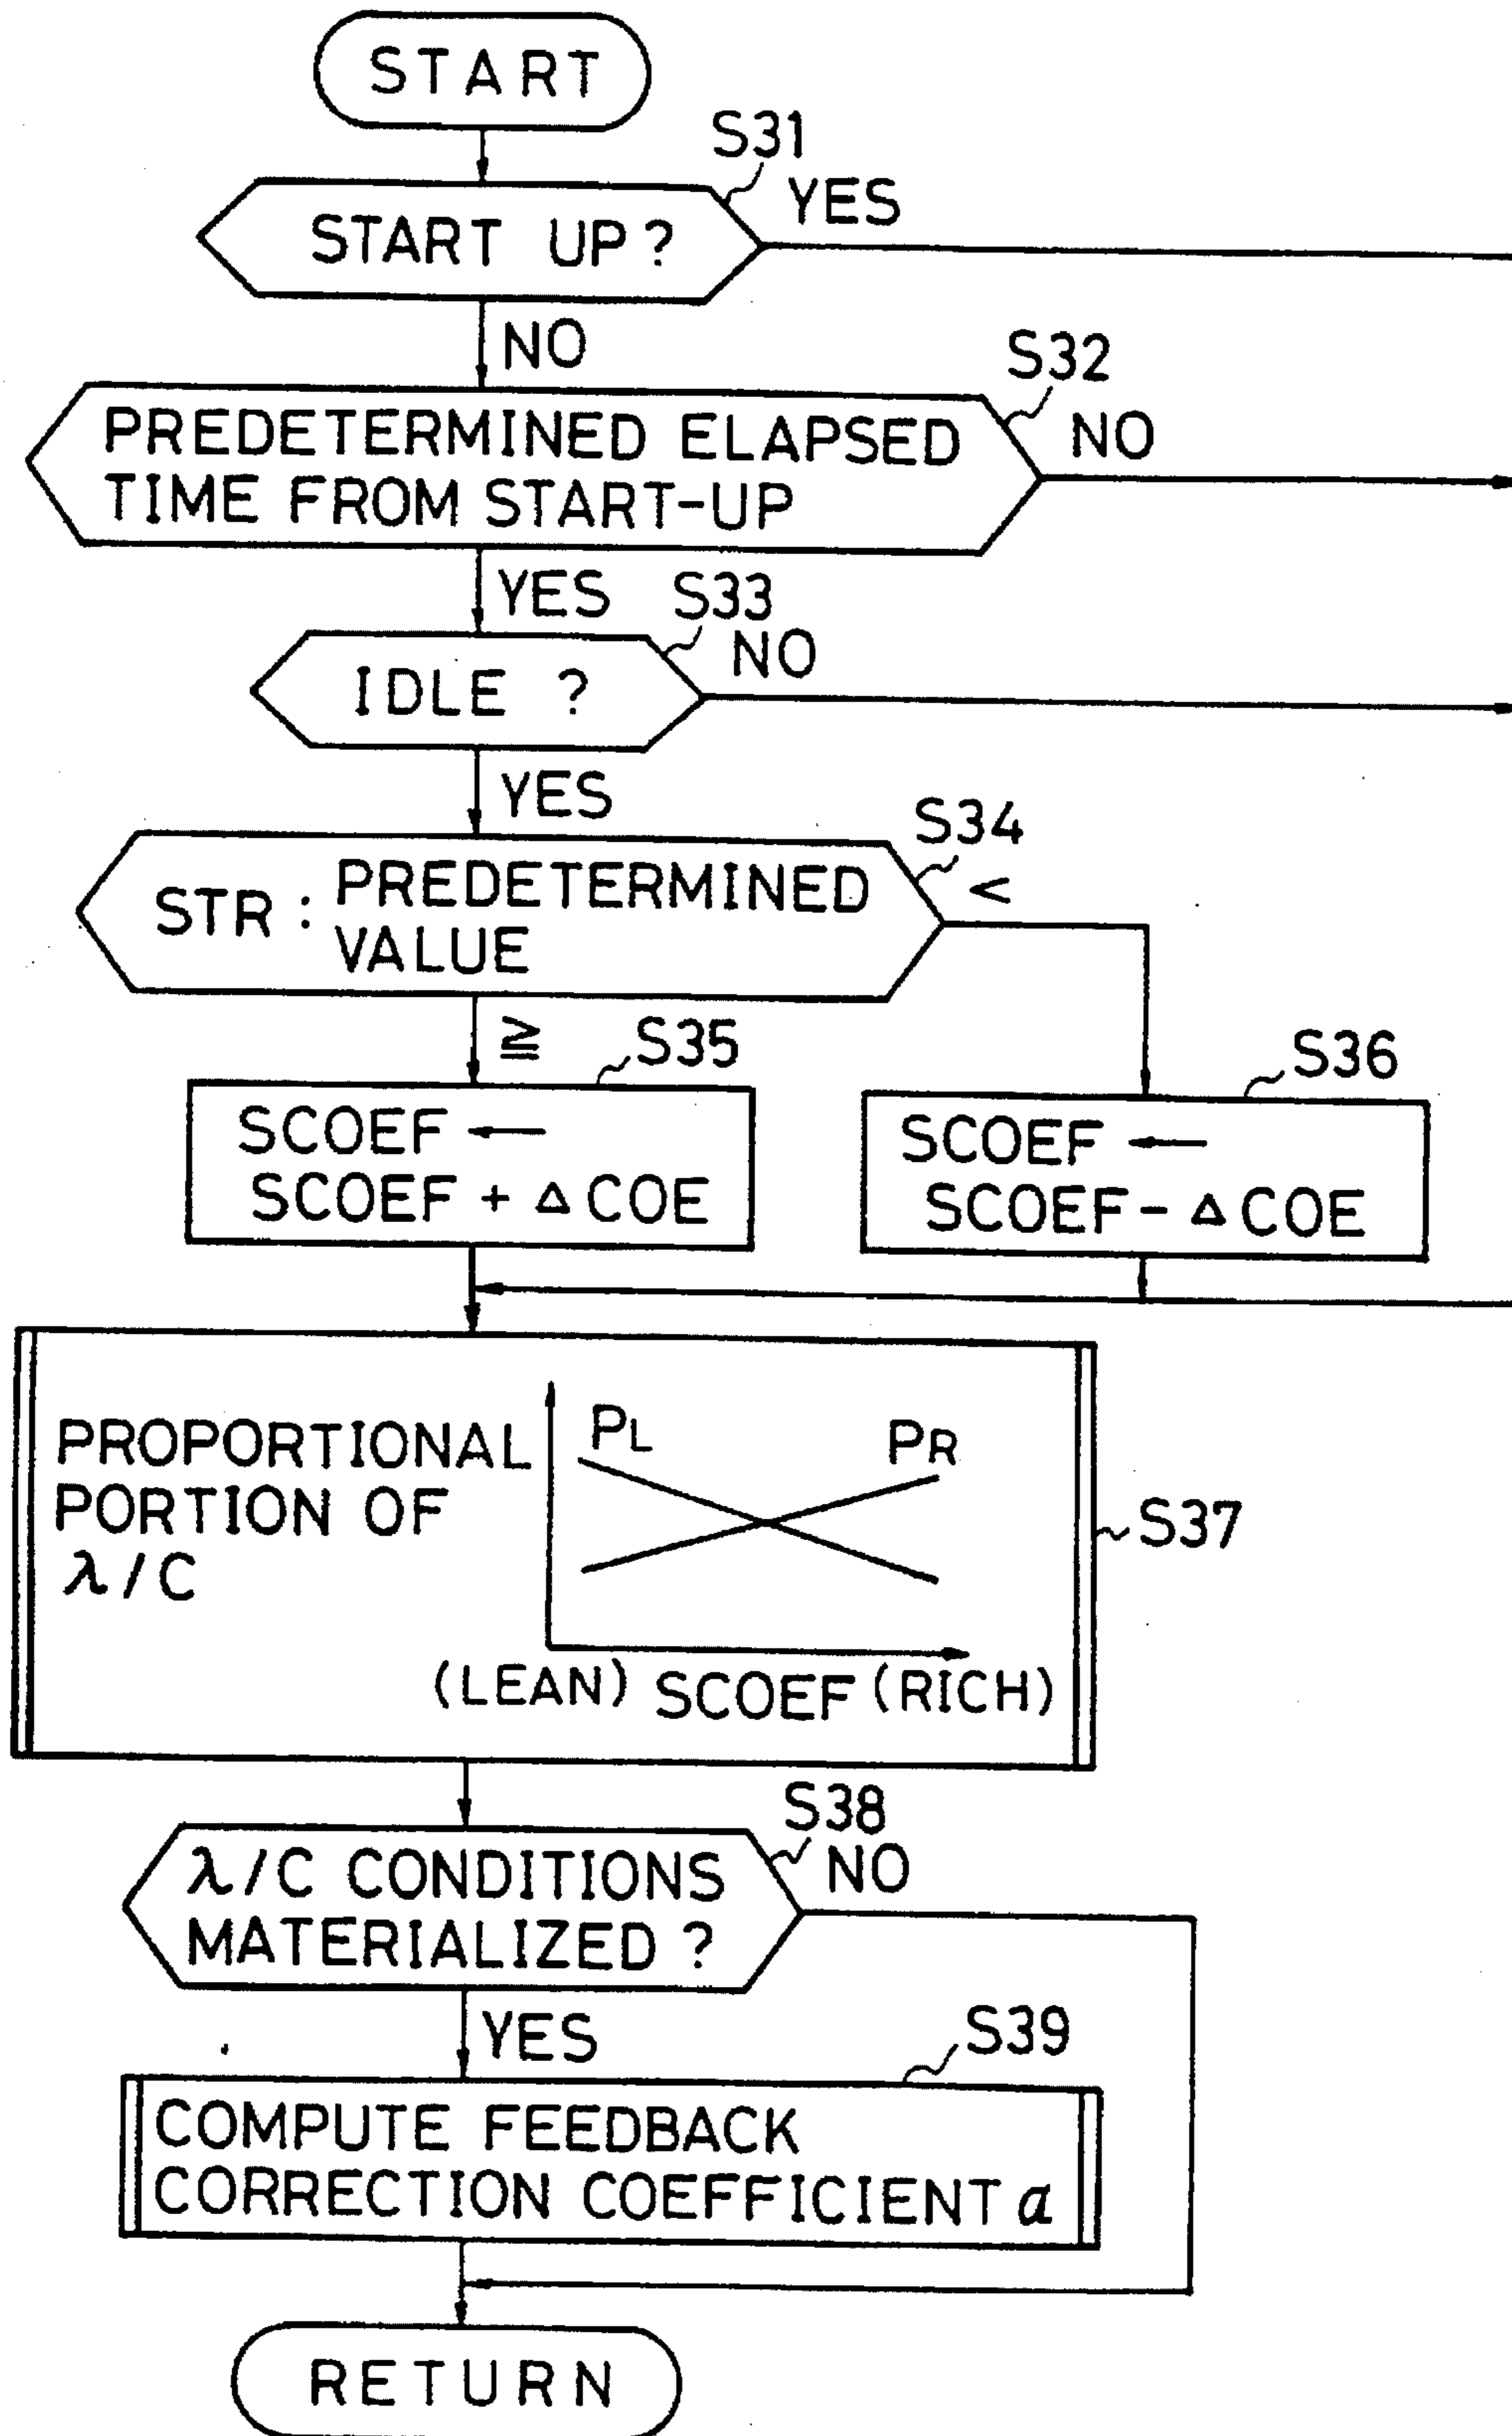 START
S31
START UP ?
YES
NO
S32
PREDETERMINED ELAPSED
TIME FROM START-UP
NO
YES
S33
IDLE ?
NO
YES
S34
STR : PREDETERMINED
VALUE
<
≧
S35
SCOEF ←
SCOEF + Δ COE
S36
SCOEF ←
SCOEF - Δ COE
PROPORTIONAL
PORTION OF
λ/C
PL
PR
(LEAN) SCOEF (RICH)
S37
S38
λ/C CONDITIONS
MATERIALIZED ?
NO
YES
S39
COMPUTE FEEDBACK
CORRECTION COEFFICIENT α
RETURN